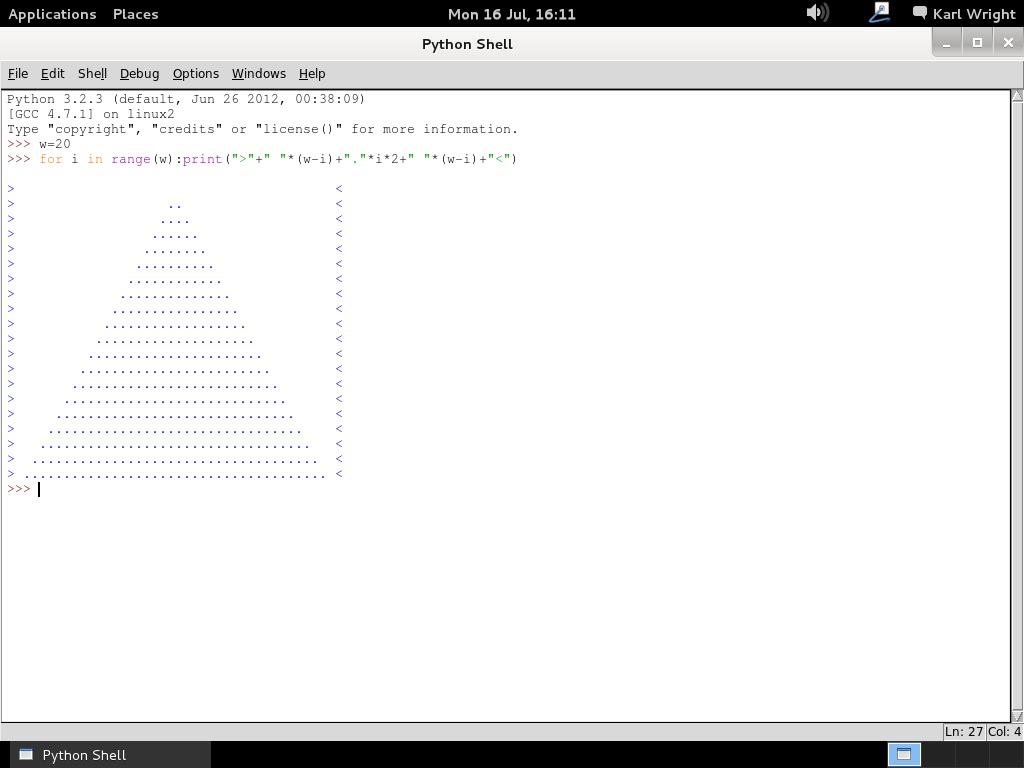 Applications Places Mon 16 Jul, 16:11 Karl Wright
Python Shell
File Edit Shell Debug Options Windows Help
Python 3.2.3 (default, Jun 26 2012, 00:38:09)
[GCC 4.7.1] on linux2
Type "copyright", "credits" or "license()" for more information.
>>> w=20
>>> for i in range(w):print(">"+" "*(w-i)+"."*i*2+" "*(w-i)+"<")
>                                        <
>                   ..                   <
>                  ....                  <
>                 ......                 <
>                ........                <
>               ..........               <
>              ............              <
>             ..............             <
>            ................            <
>           ..................           <
>          ....................          <
>         ......................         <
>        ........................        <
>       ..........................       <
>      ............................      <
>     ..............................     <
>    ................................    <
>   ..................................   <
>  ....................................  <
> ...................................... <
>>>
Ln: 27 Col: 4
Python Shell